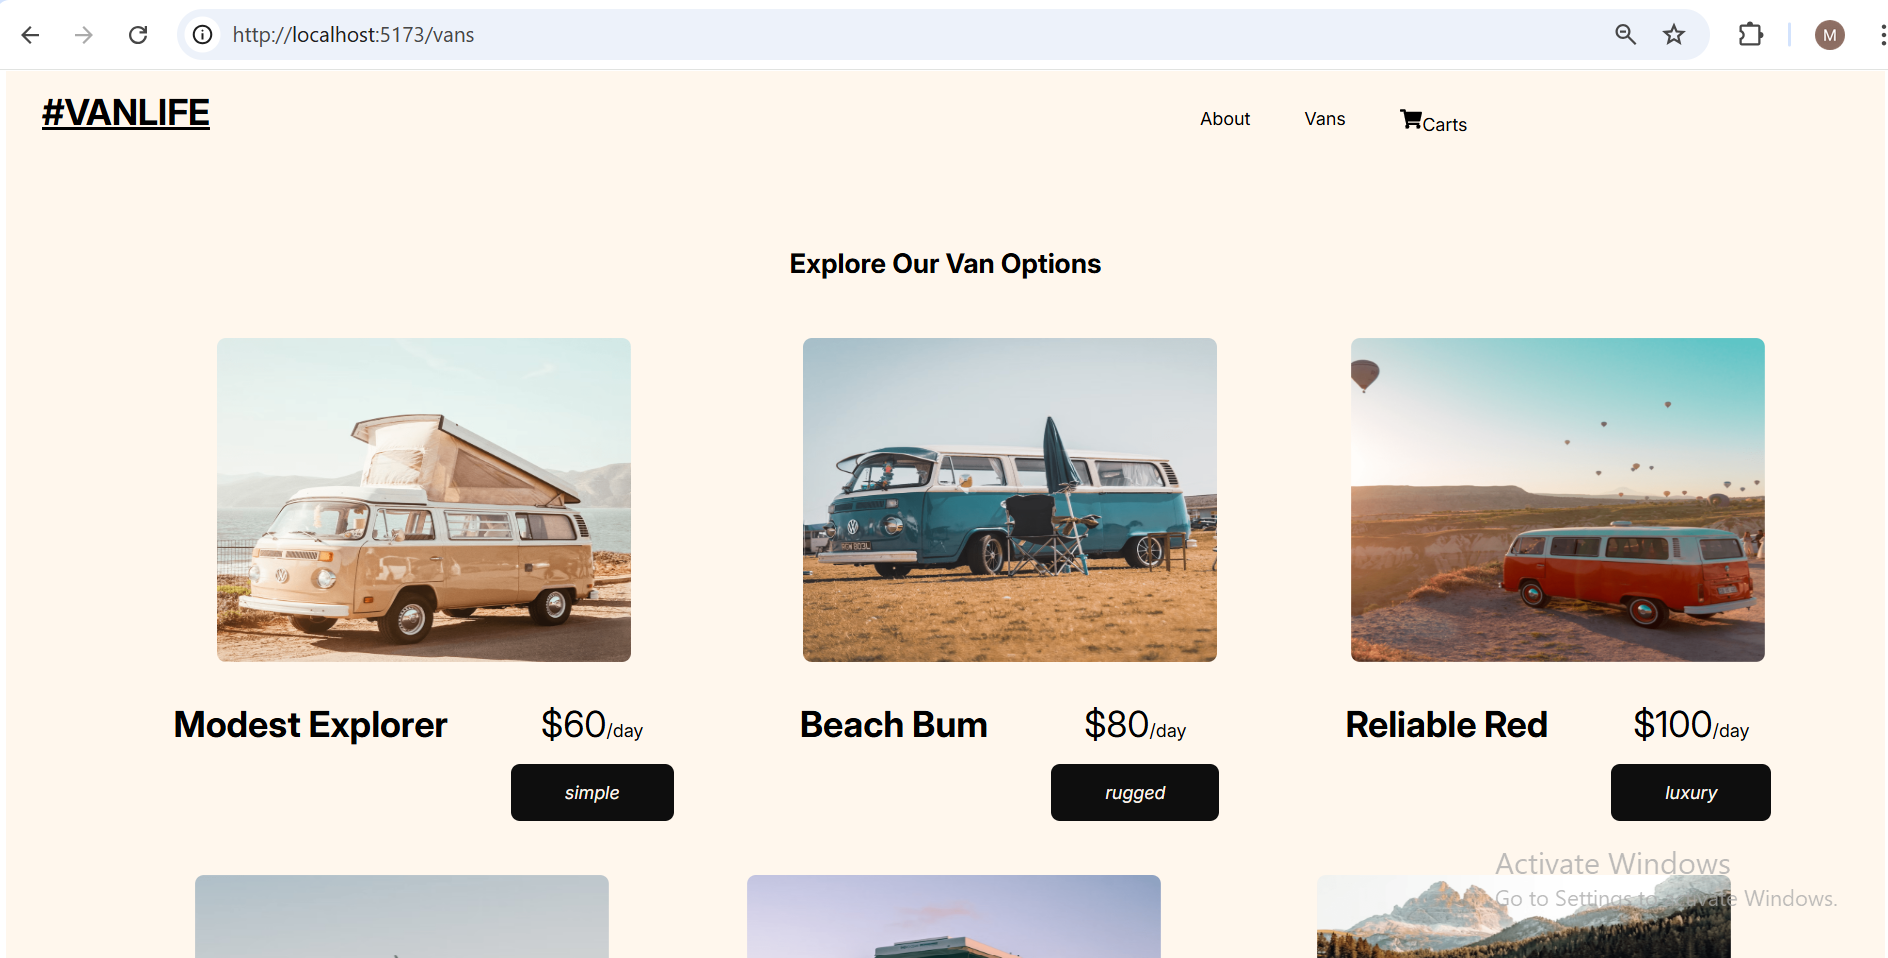 http://localhost:5173/vans
M
#VANLIFE
About Vans Carts
Explore Our Van Options
Modest Explorer $60/day
simple
Beach Bum $80/day
rugged
Reliable Red $100/day
luxury
Activate Windows
Go to Settings to Activate Windows.